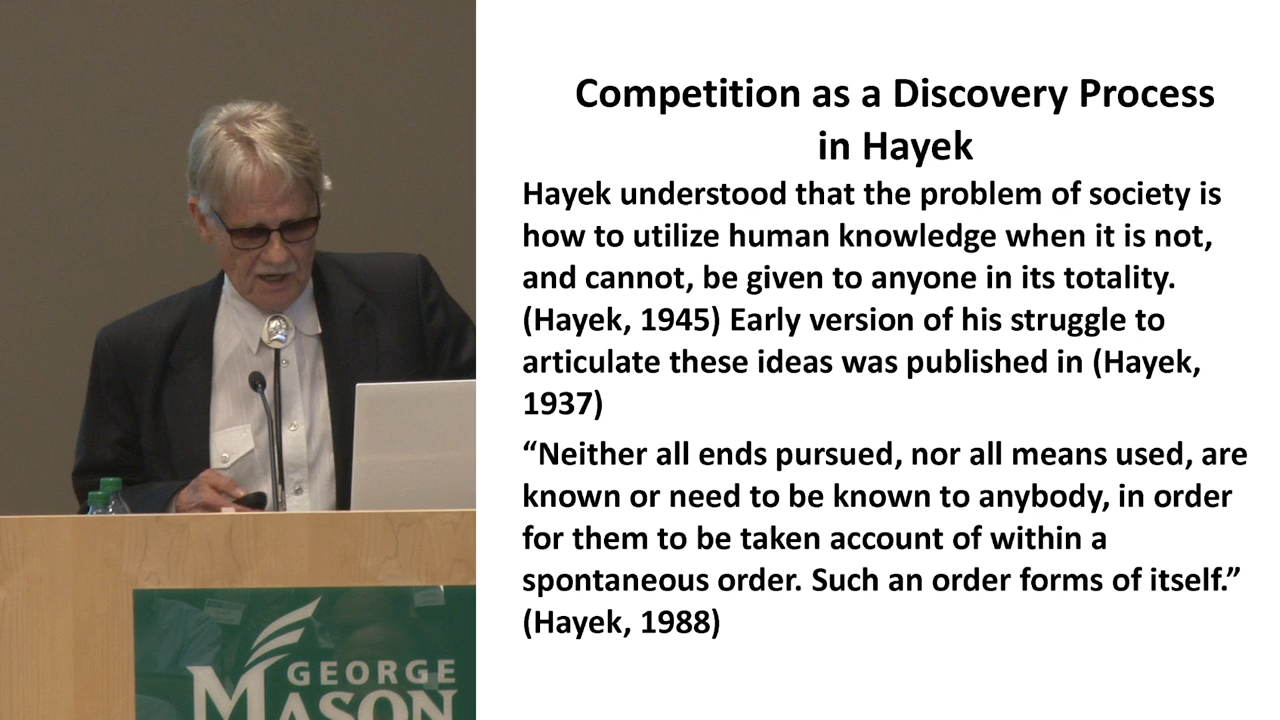 Competition as a Discovery Process
in Hayek
Hayek understood that the problem of society is
how to utilize human knowledge when it is not,
and cannot, be given to anyone in its totality.
(Hayek, 1945) Early version of his struggle to
articulate these ideas was published in (Hayek,
1937)
“Neither all ends pursued, nor all means used, are
known or need to be known to anybody, in order
for them to be taken account of within a
spontaneous order. Such an order forms of itself.”
(Hayek, 1988)
GEORGE
MASON